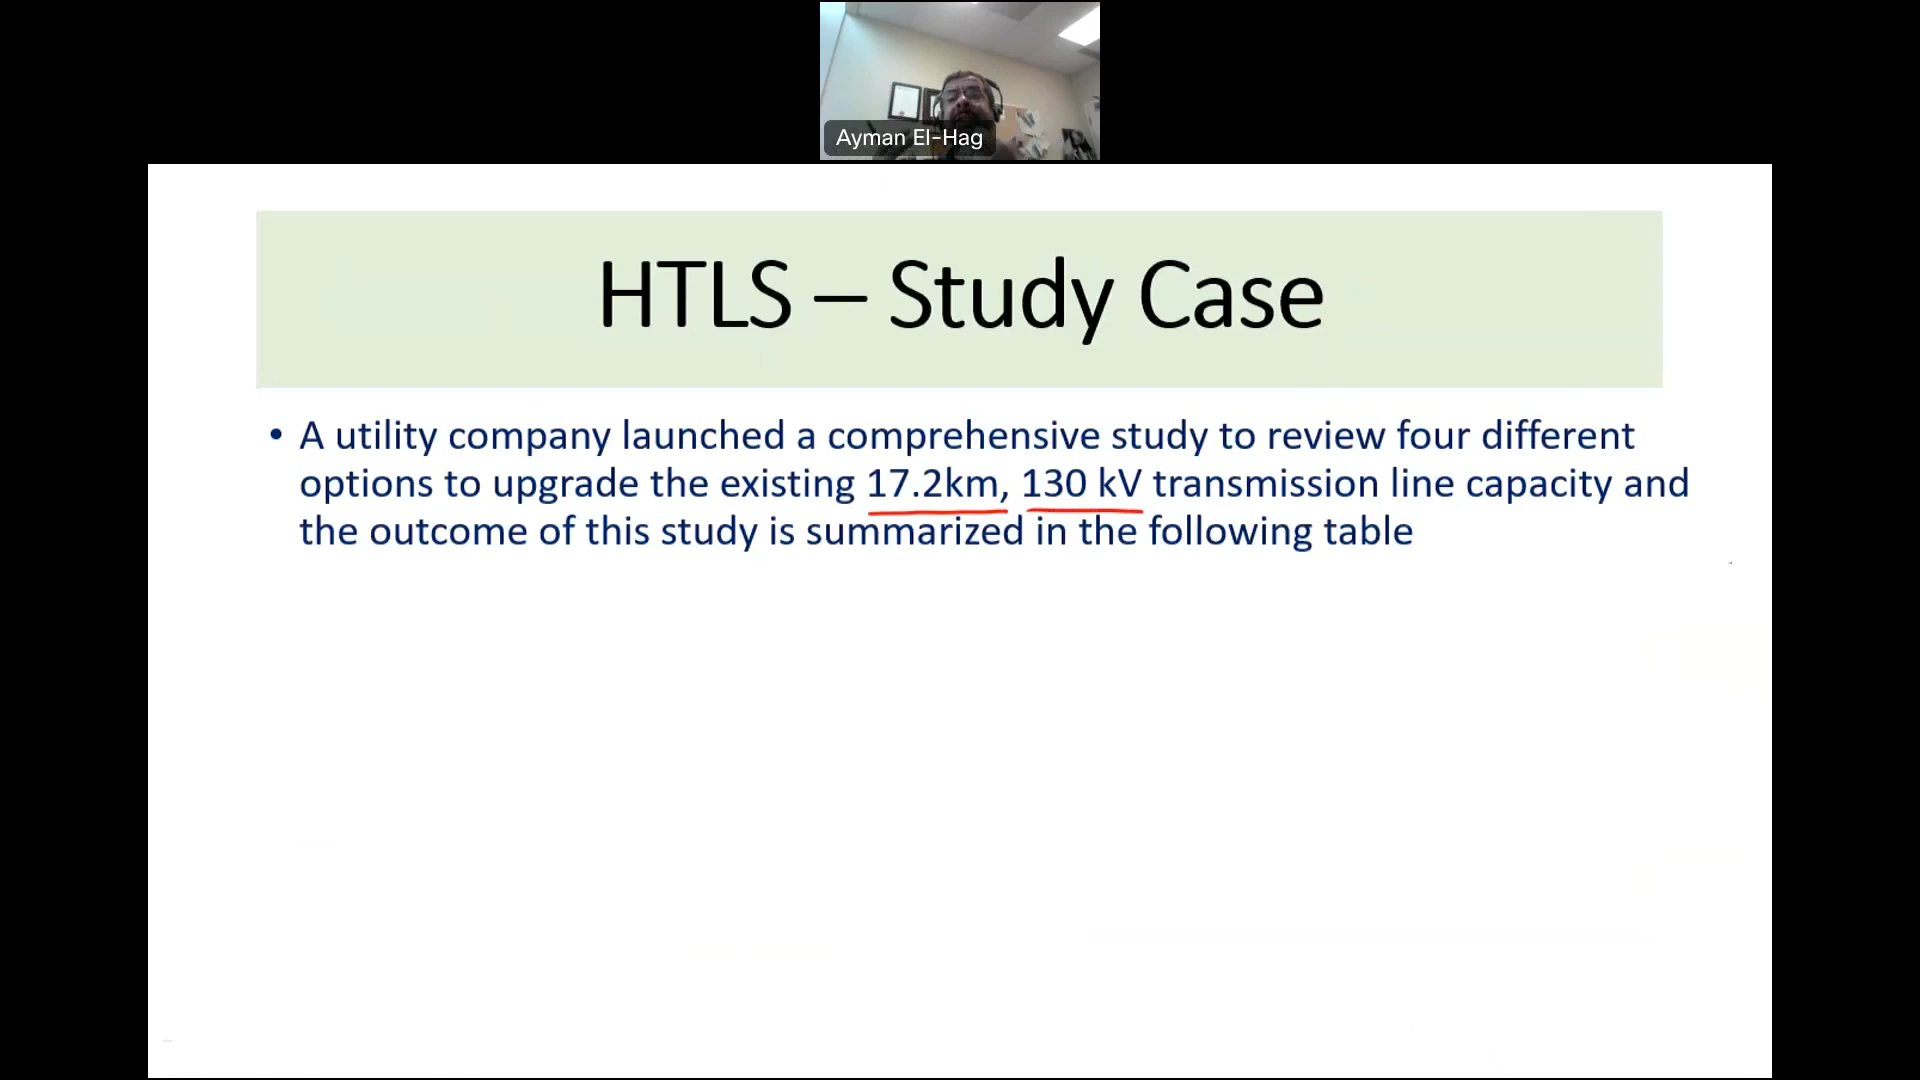 Ayman El-Hag
HTLS – Study Case
• A utility company launched a comprehensive study to review four different
options to upgrade the existing 17.2km, 130 kV transmission line capacity and
the outcome of this study is summarized in the following table